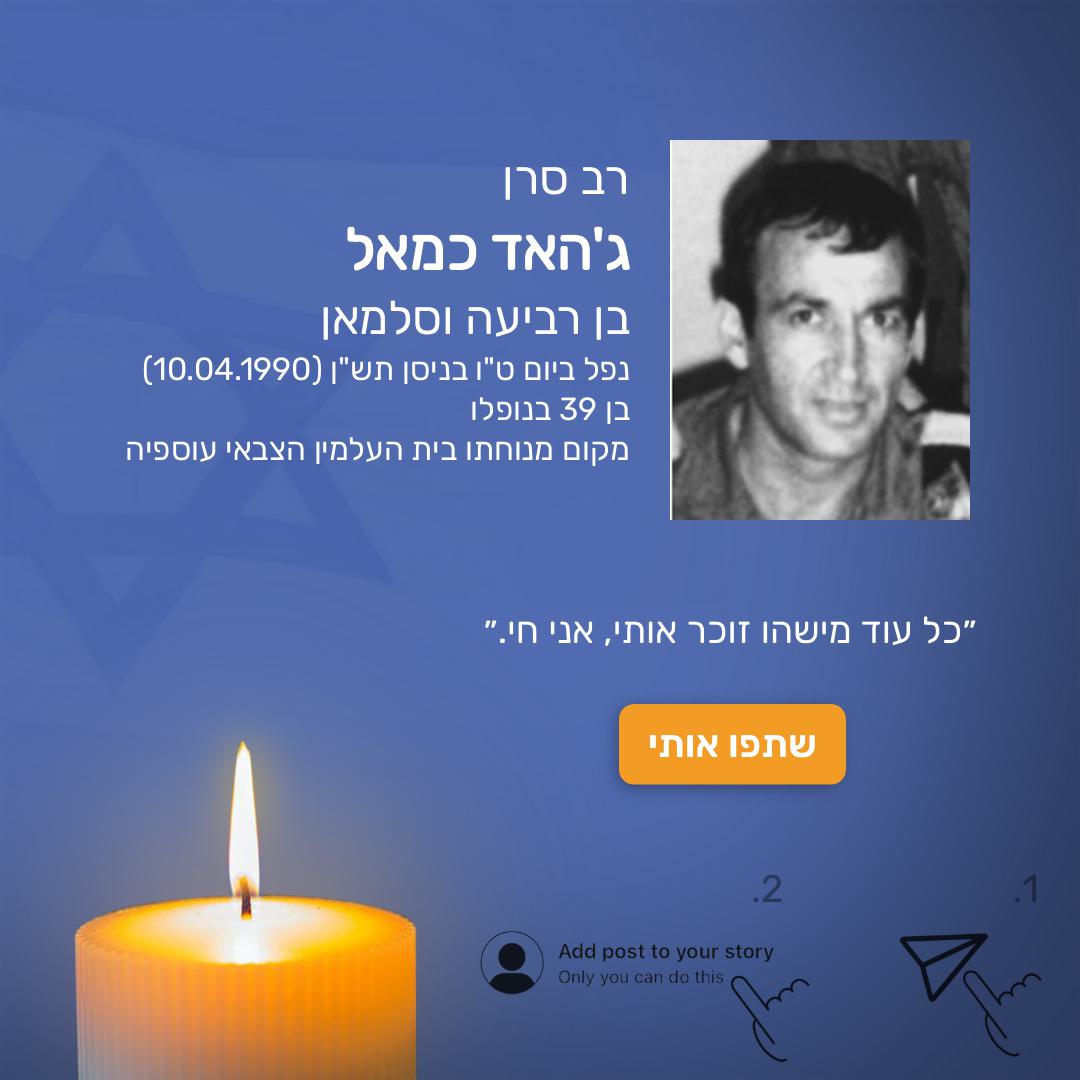 רב סרן
ג'האד כמאל
בן רביעה וסלמאן
נפל ביום ט"ו בניסן תש"ן (10.04.1990)
בן 39 בנופלו
מקום מנוחתו בית העלמין הצבאי עוספיה
״כל עוד מישהו זוכר אותי, אני חי.״
שתפו אותי
.1
.2
Add post to your story
Only you can do this